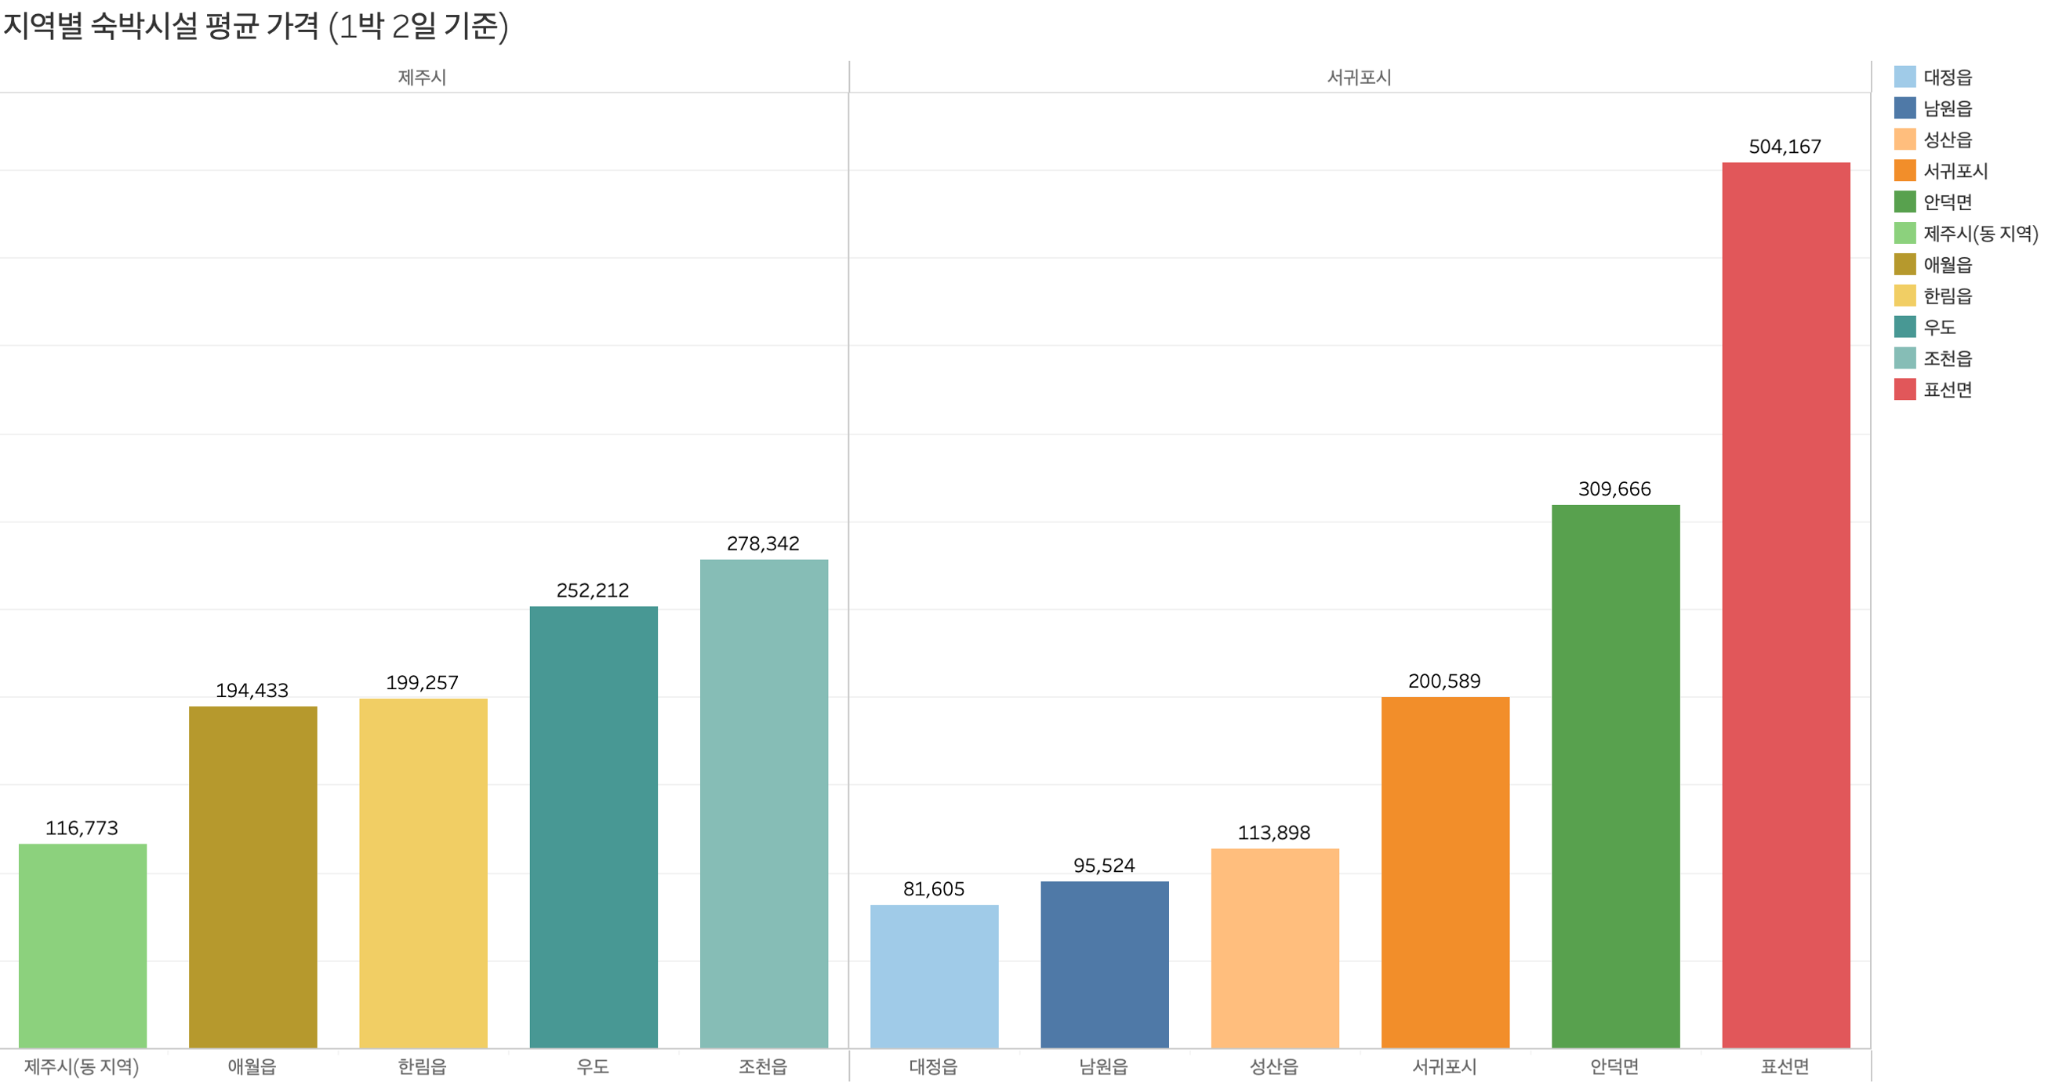 지역별 숙박시설 평균 가격 (1박 2일 기준)
제주시 서귀포시
대정읍
남원읍
성산읍
서귀포시
안덕면
제주시(동 지역)
애월읍
한림읍
우도
조천읍
표선면
116,773
194,433
199,257
252,212
278,342
81,605
95,524
113,898
200,589
309,666
504,167
제주시(동 지역) 애월읍 한림읍 우도 조천읍 대정읍 남원읍 성산읍 서귀포시 안덕면 표선면